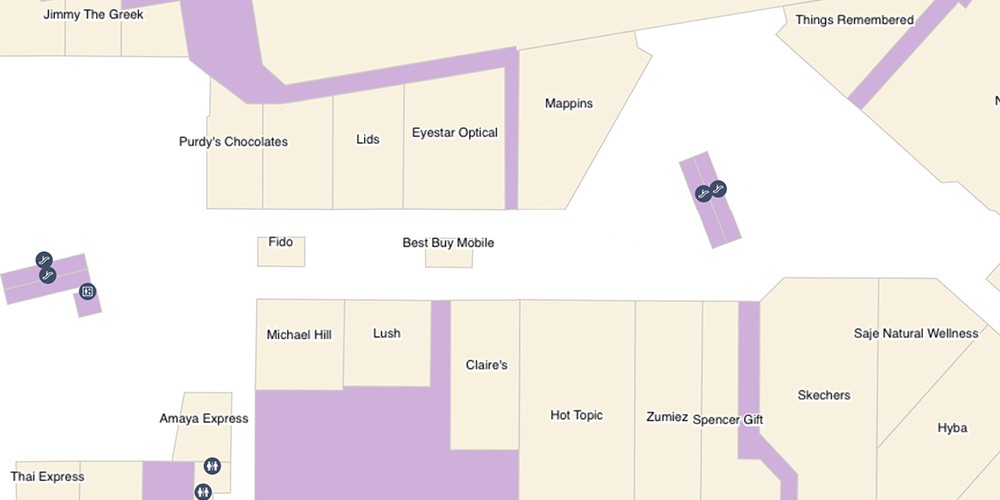 Jimmy The Greek
Things Remembered
N
Mappins
Eyestar Optical
Lids
Purdy's Chocolates
Fido
Best Buy Mobile
Michael Hill
Lush
Saje Natural Wellness
Claire's
Skechers
Hot Topic
Zumiez
Spencer Gift
Amaya Express
Hyba
Thai Express